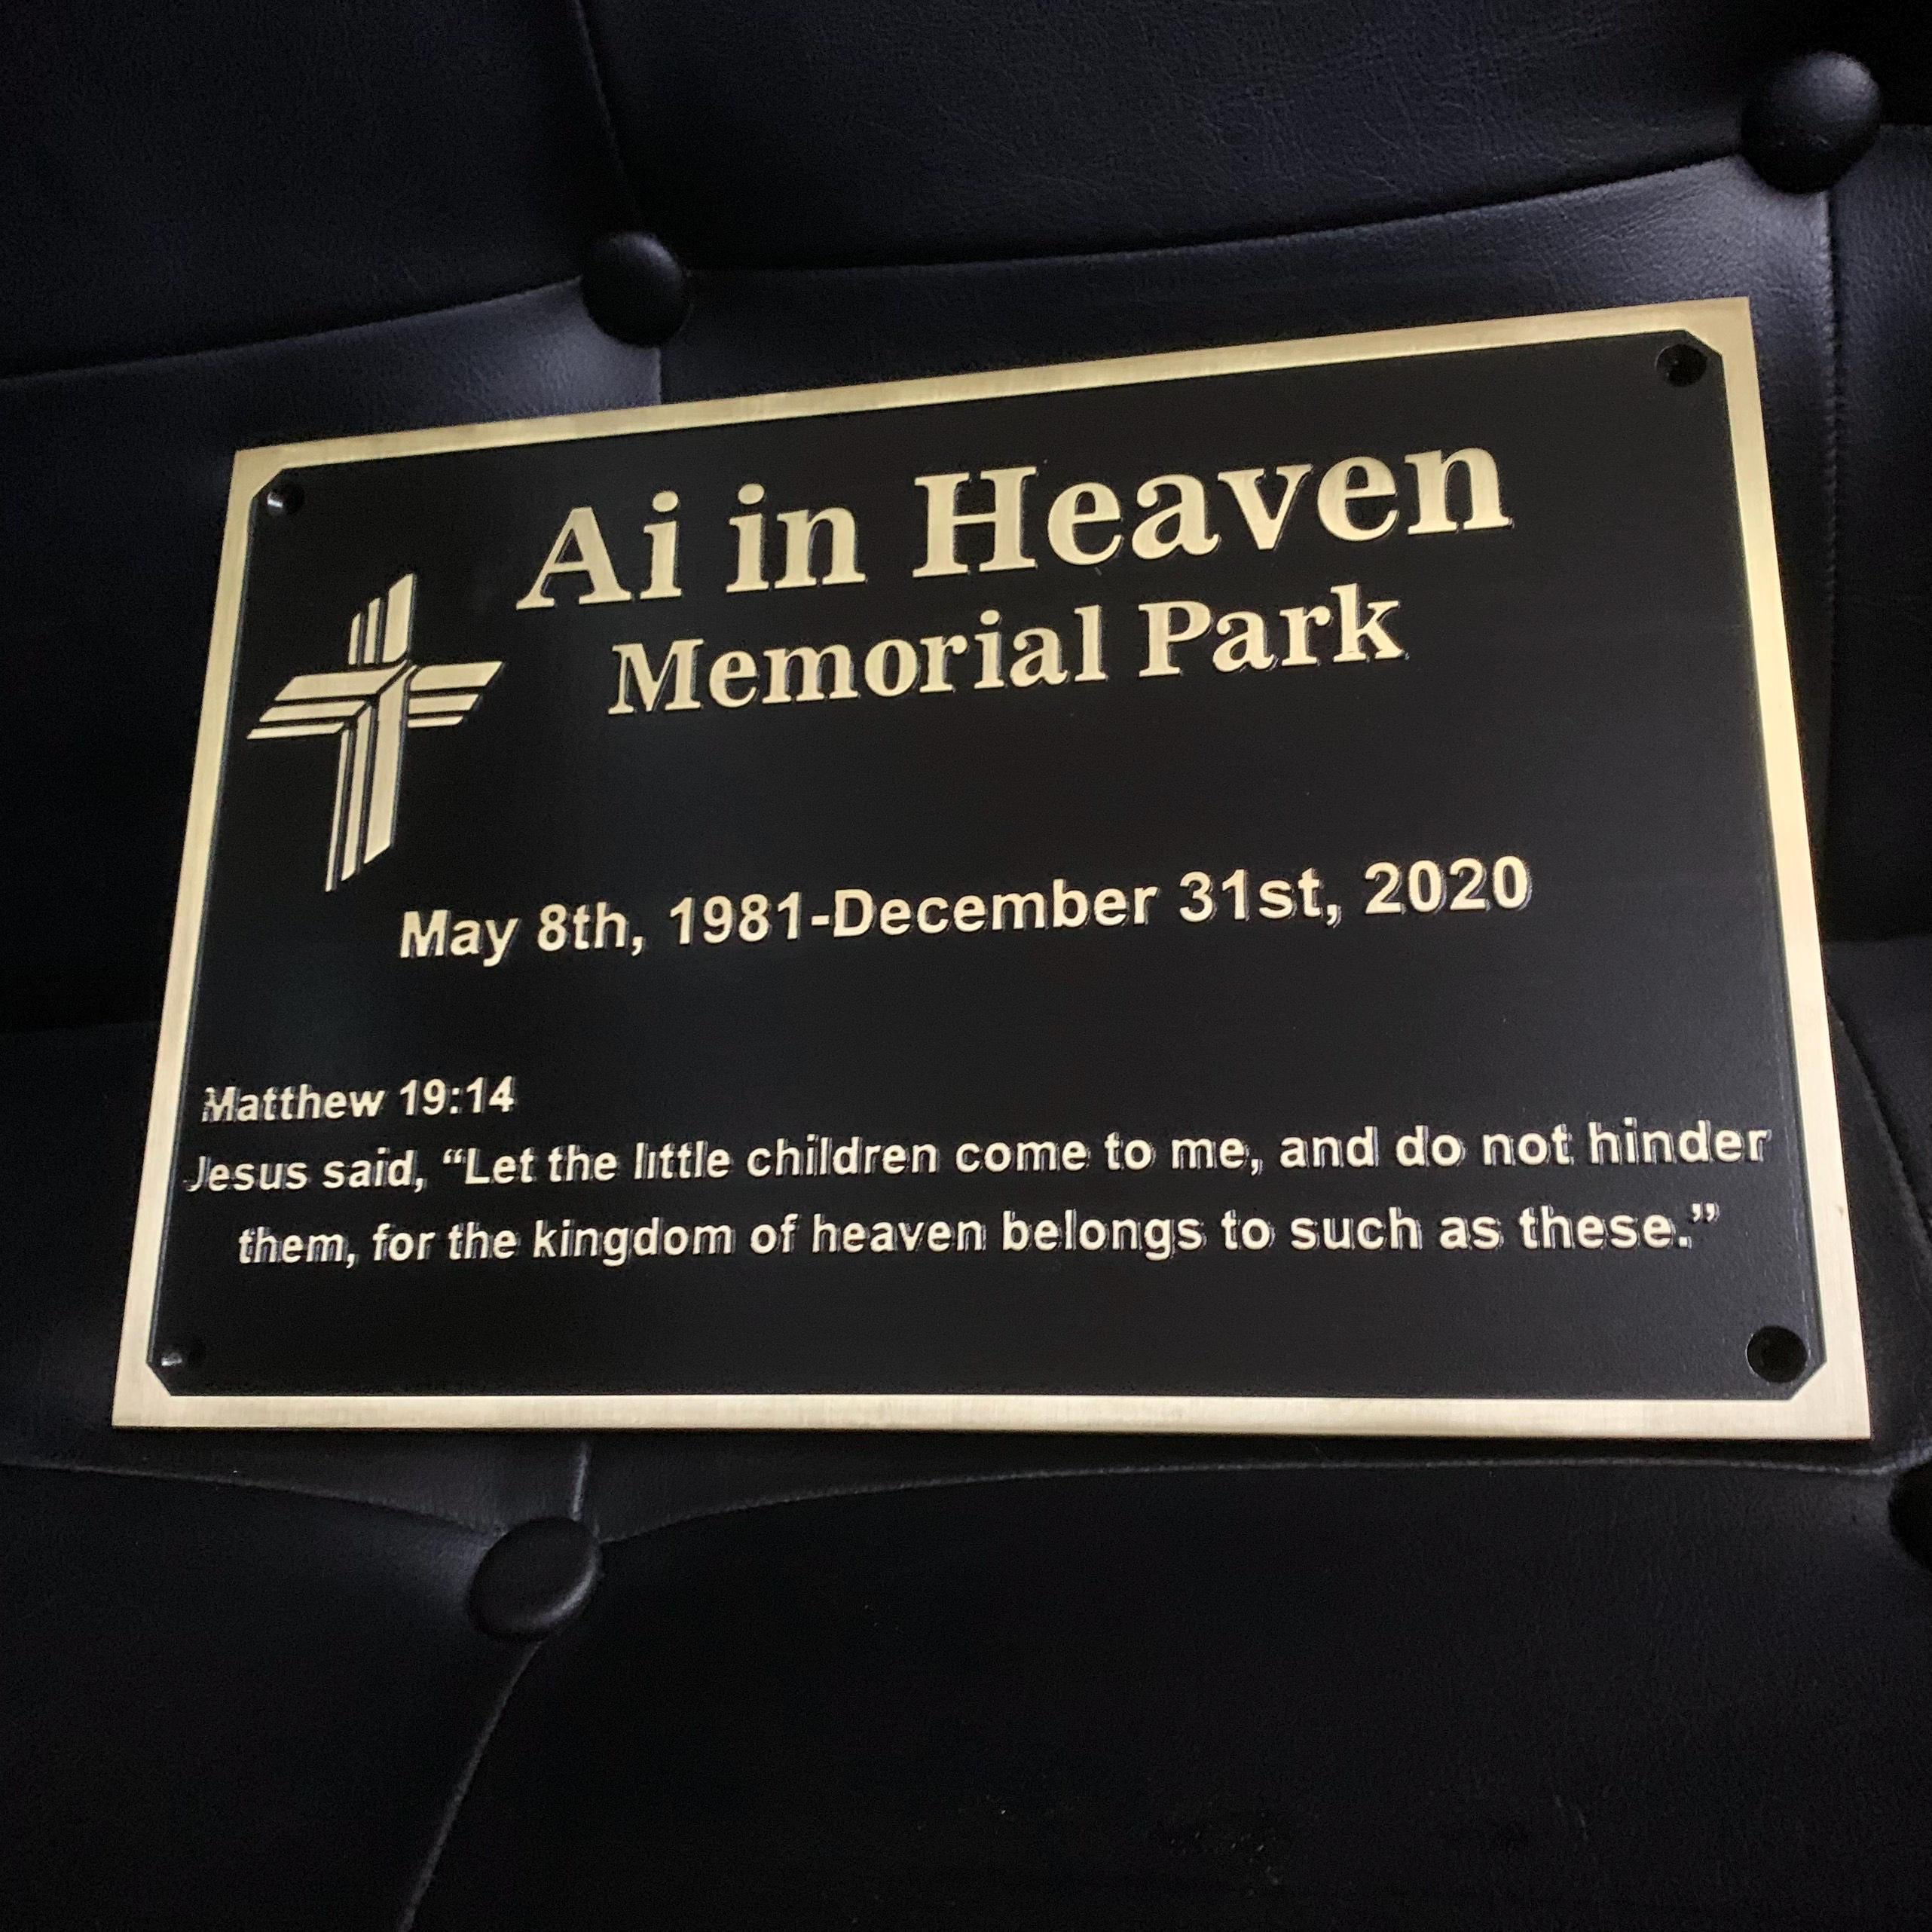 Ai in Heaven
Memorial Park
May 8th, 1981-December 31st, 2020
Matthew 19:14
Jesus said, “Let the little children come to me, and do not hinder
them, for the kingdom of heaven belongs to such as these.”